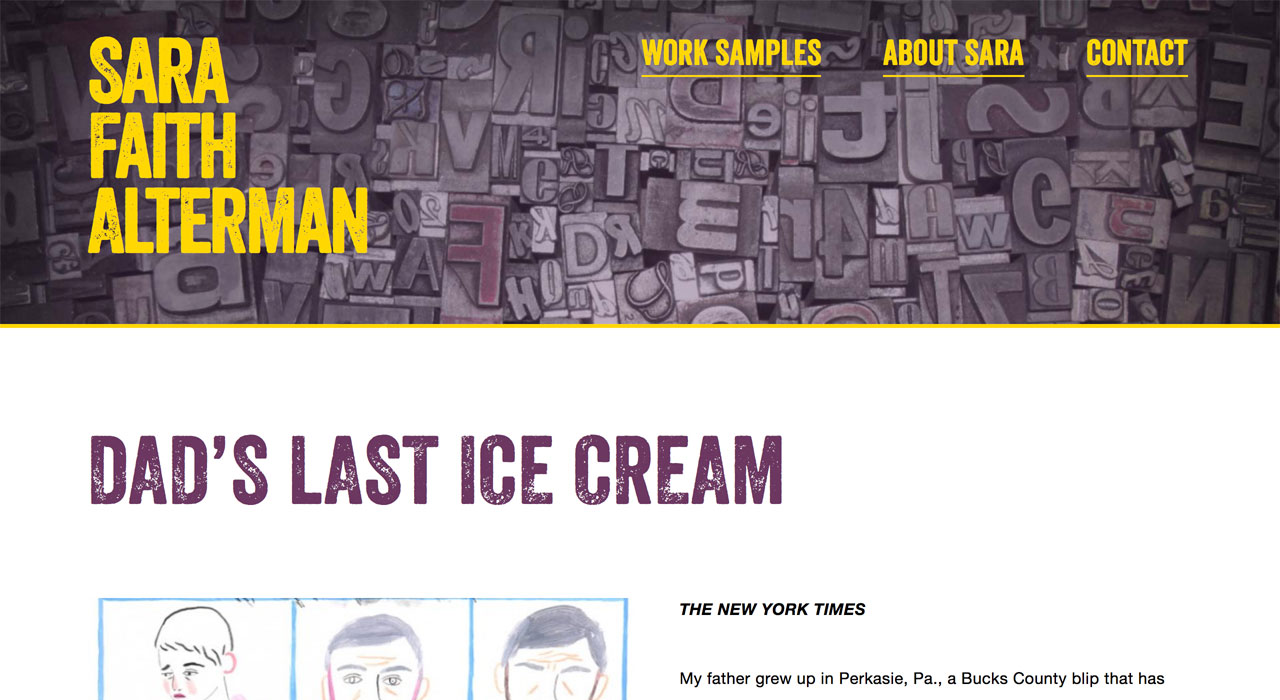 SARA
FAITH
ALTERMAN
WORK SAMPLES
ABOUT SARA
CONTACT
DAD’S LAST ICE CREAM
THE NEW YORK TIMES
My father grew up in Perkasie, Pa., a Bucks County blip that has